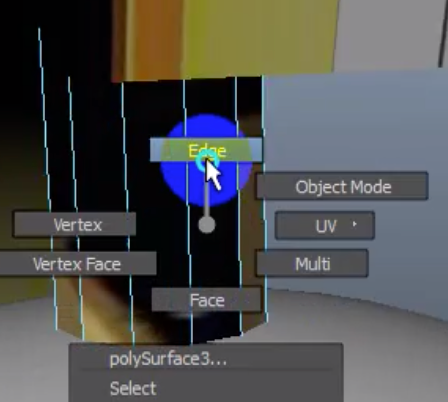 Edge
Object Mode
Vertex
UV
Vertex Face
Multi
Face
polySurface3...
Select